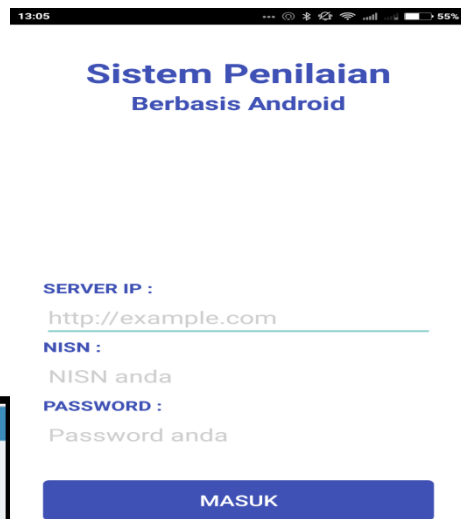 13:05
55%
Sistem Penilaian
Berbasis Android
SERVER IP :
http://example.com
NISN :
NISN anda
PASSWORD :
Password anda
MASUK